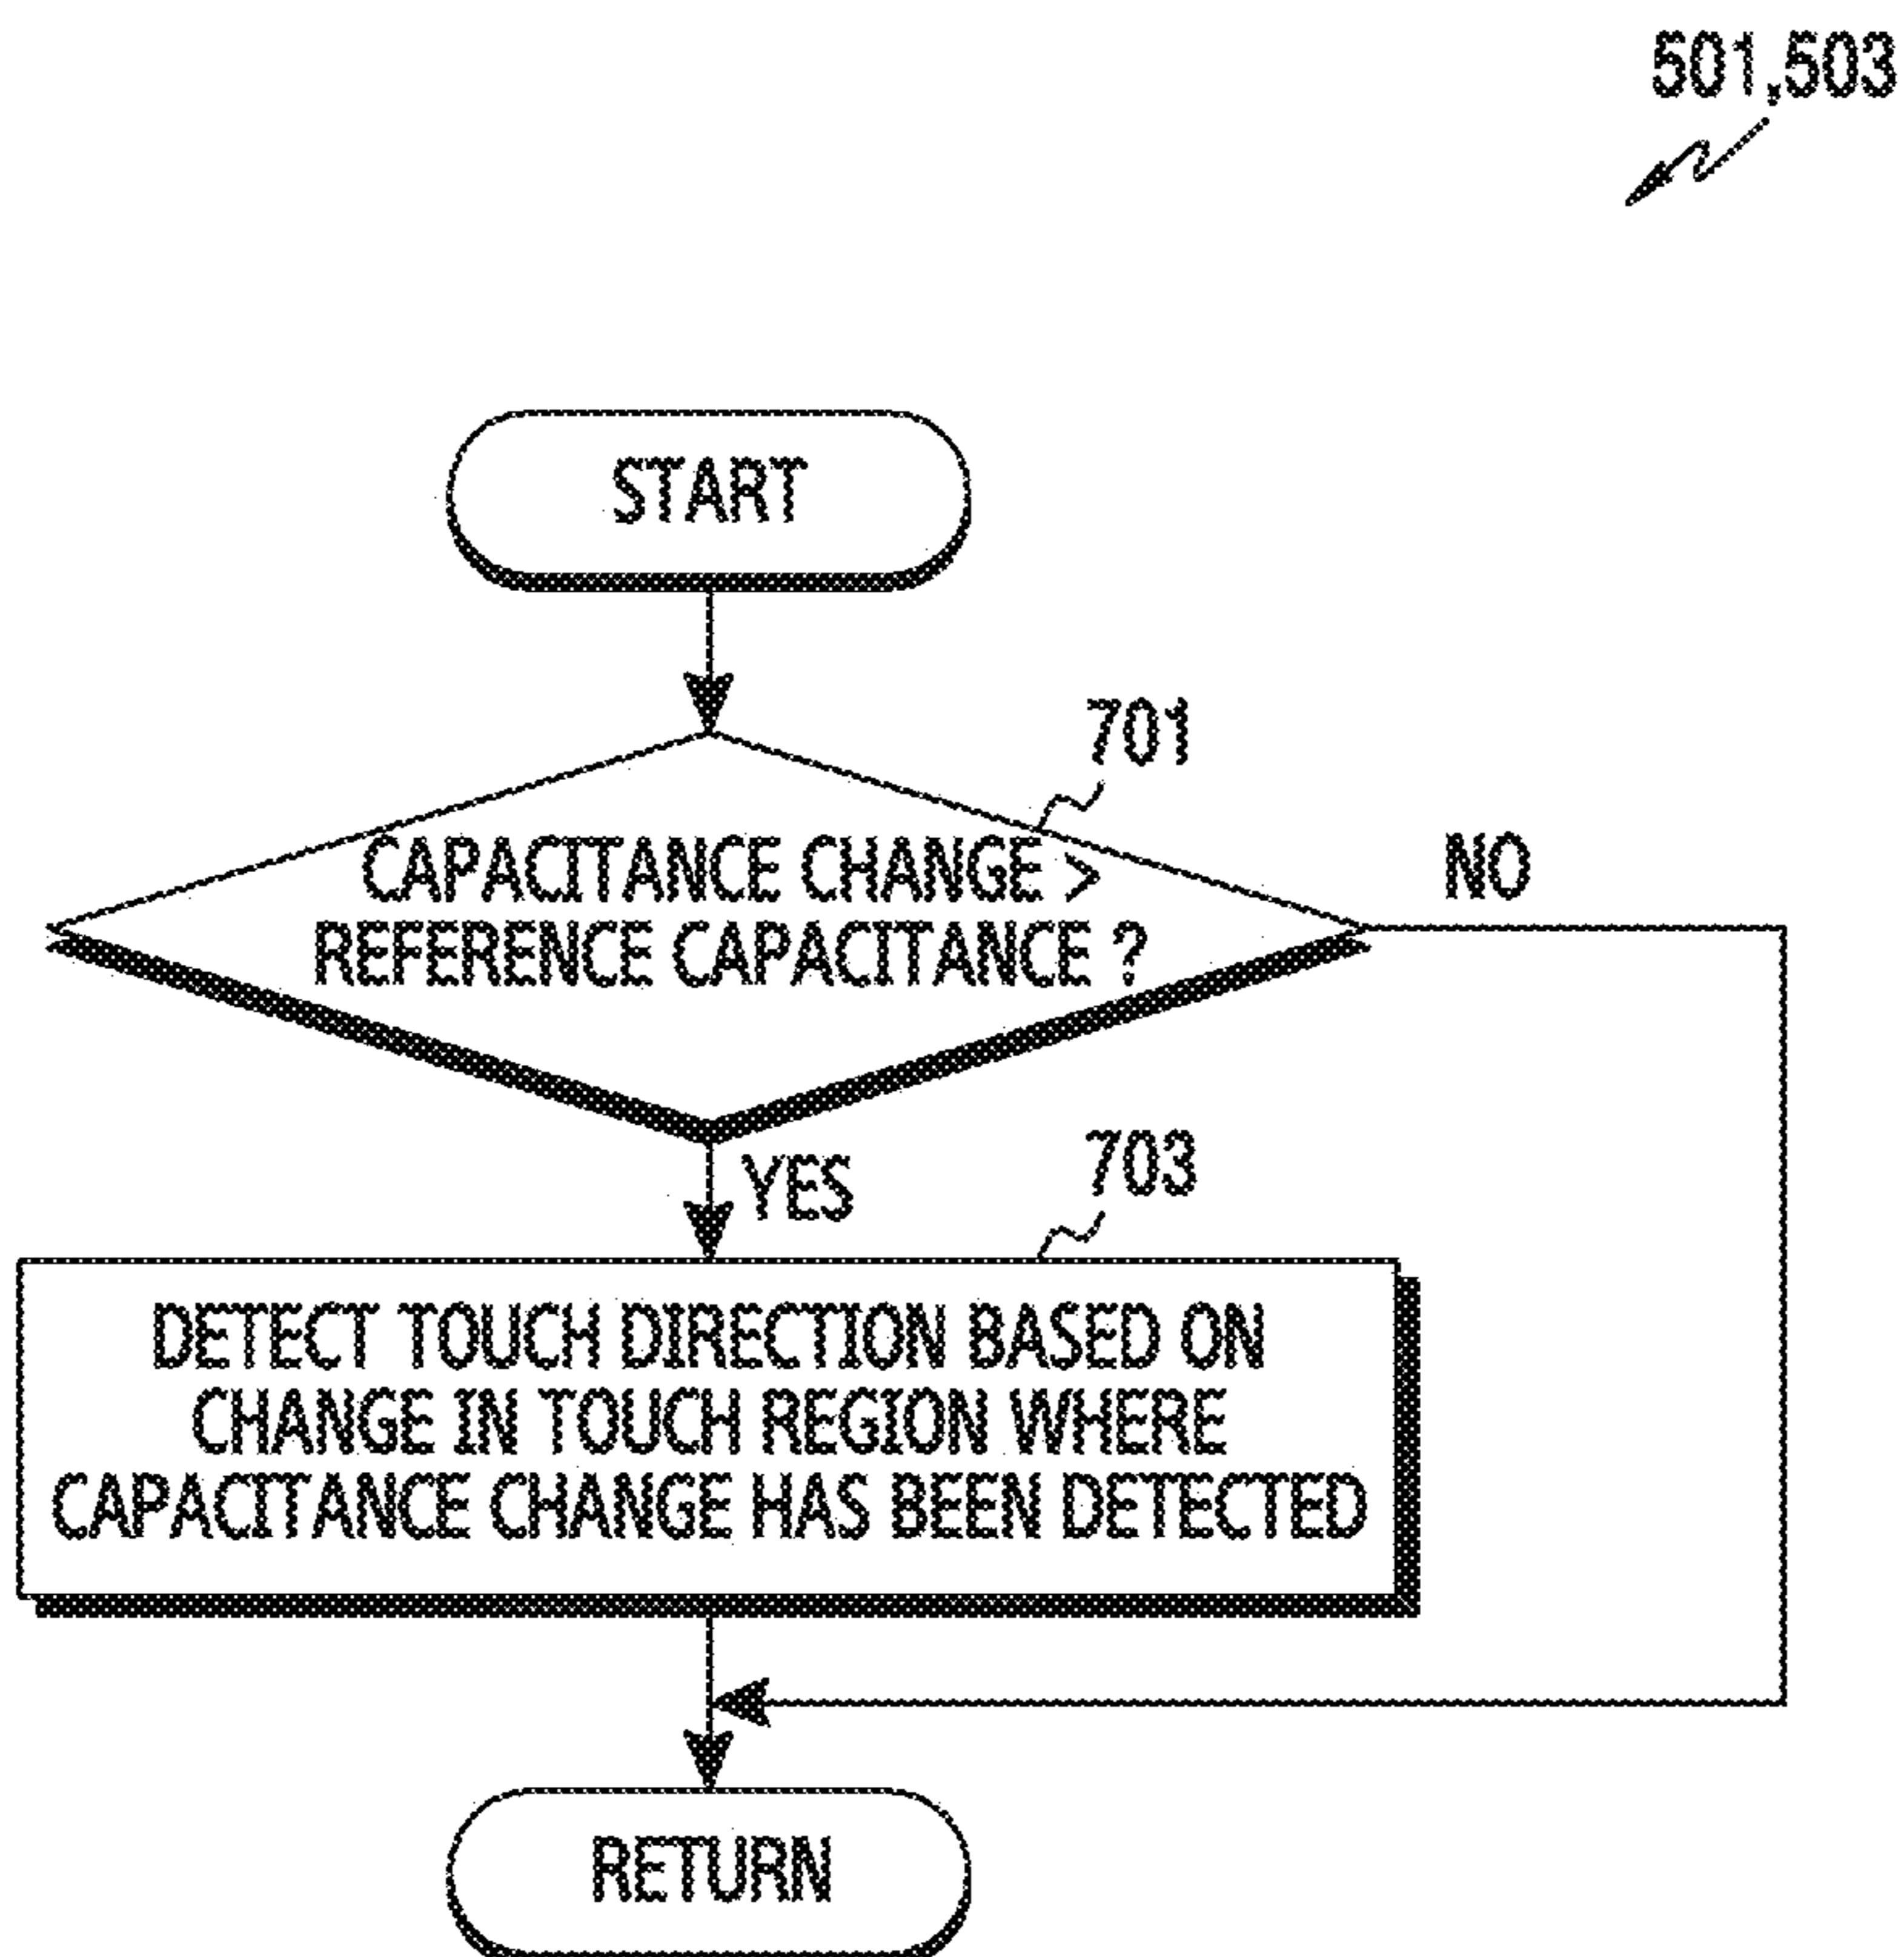 501,503
START
701
CAPACITANCE CHANGE >
REFERENCE CAPACITANCE ?
NO
YES
703
DETECT TOUCH DIRECTION BASED ON
CHANGE IN TOUCH REGION WHERE
CAPACITANCE CHANGE HAS BEEN DETECTED
RETURN